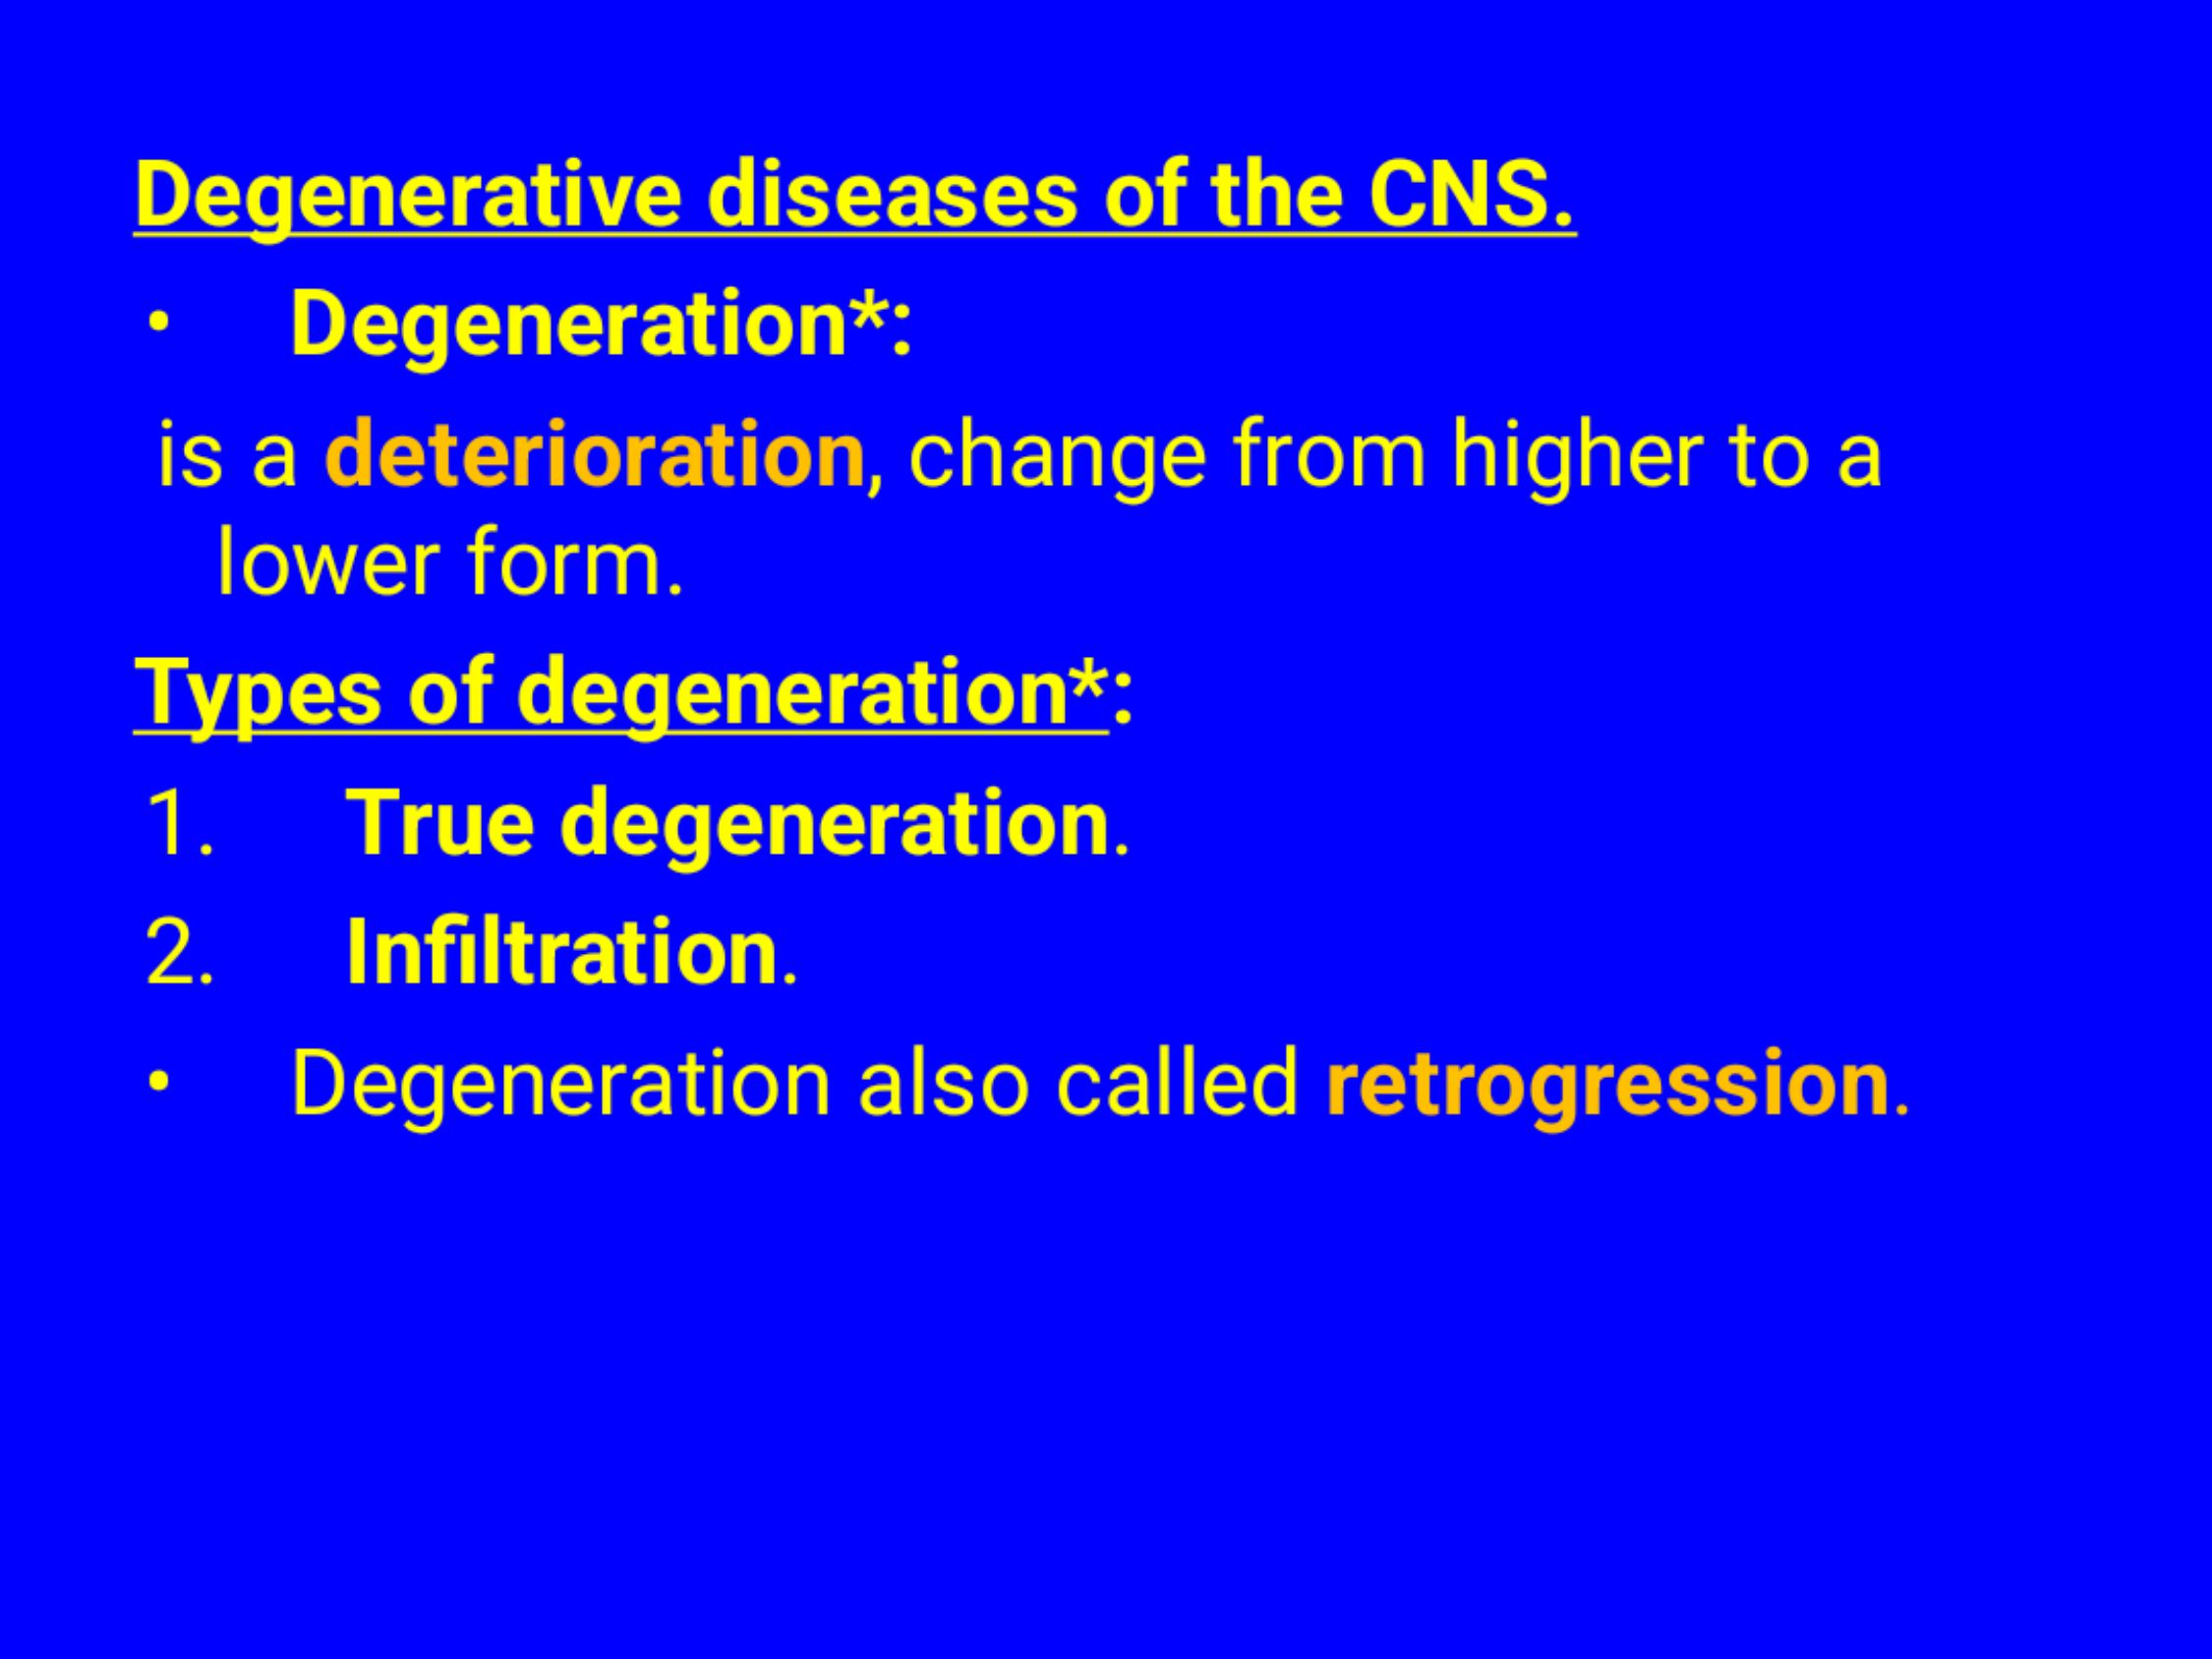 Degenerative diseases of the CNS.
• Degeneration*:
is a deterioration, change from higher to a
lower form.
Types of degeneration*:
1. True degeneration.
2. Infiltration.
• Degeneration also called retrogression.